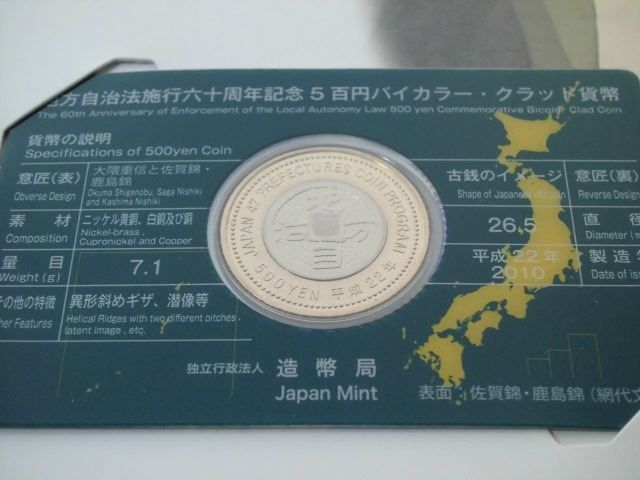 方自治法施行六十周年記念5百円バイカラー・クラッド貨幣
The 60th Anniversary of Enforcement of the Local Autonomy Law 500 yen Commemorative Bicolor Clad Coin
貨幣の説明
Specifications of 500yen Coin
意匠(表)
Obverse Design
大隈重信と佐賀錦・
鹿島錦
Okuma Shigenobu, Saga Nishiki
and Kashima Nishiki
素材
Composition
ニッケル黄銅、白銅及び銅
Nickel-brass,
Cupronickel and Copper
量目
Weight (g)
7.1
の他の特徴
her Features
異形斜めギザ、潜像等
Helical Ridges with two different pitches,
latent image, etc.
JAPAN 47 PREFECTURES COIN PROGRAM
地方
自
500YEN 平成22年
古銭のイメージ
Shape of Japanese old coin
意匠(裏)
Reverse Design
26.5
直径
Diameter (m
平成22年
2010
製造
Date of iss
独立行政法人 造幣局
Japan Mint
表面:佐賀錦・鹿島錦(網代文